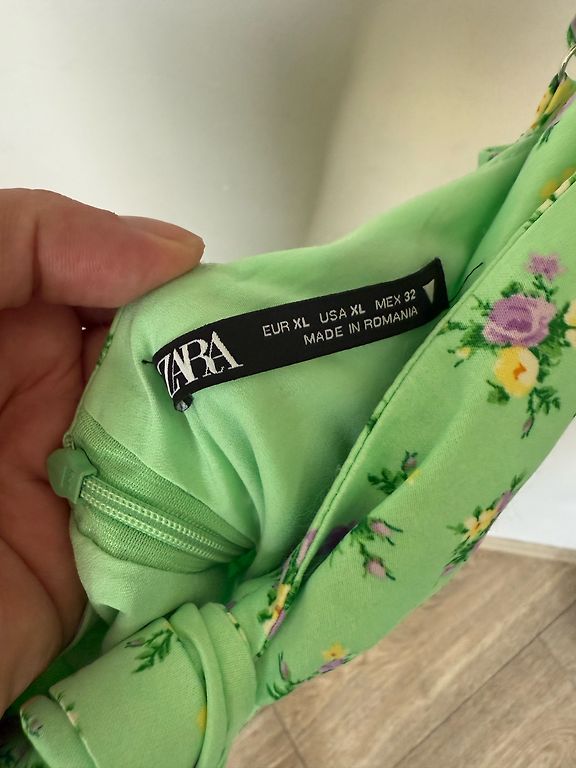 ZARA
EUR XL USA XL MEX 32
MADE IN ROMANIA